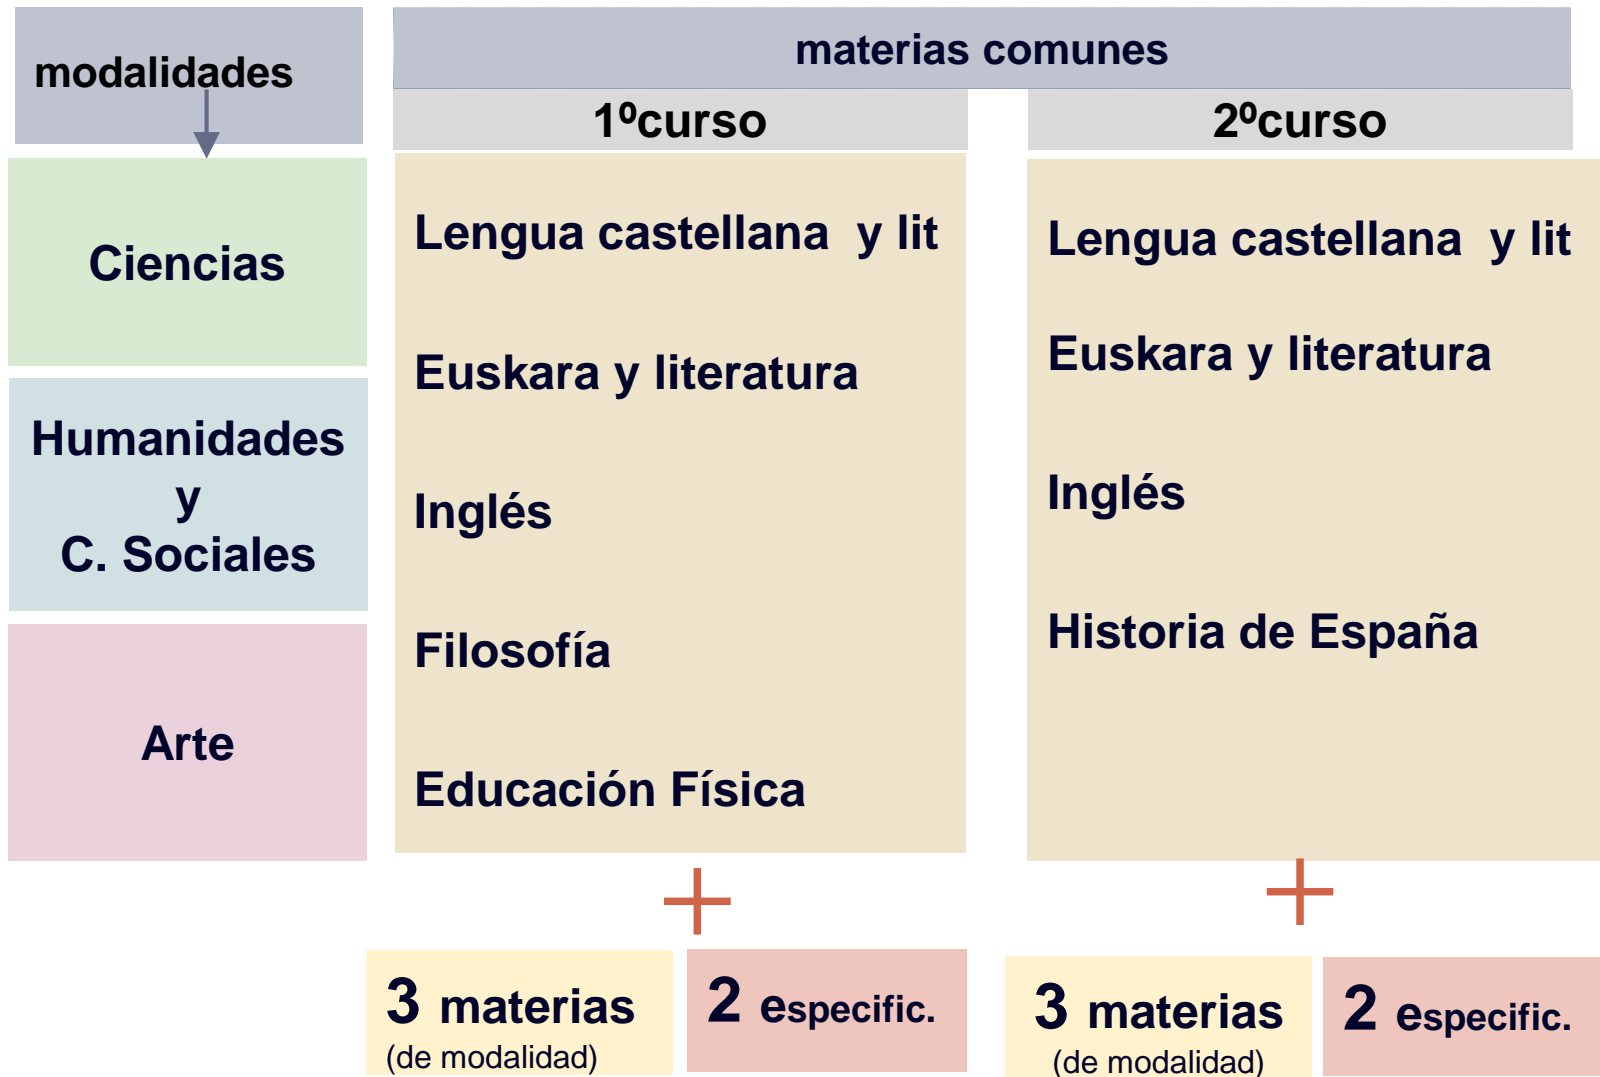 modalidades
materias comunes
1ºcurso
2ºcurso
Ciencias
Humanidades
y
C. Sociales
Arte
Lengua castellana y lit
Euskara y literatura
Inglés
Filosofía
Educación Física
Lengua castellana y lit
Euskara y literatura
Inglés
Historia de España
3 materias
(de modalidad)
2 especific.
3 materias
(de modalidad)
2 especific.